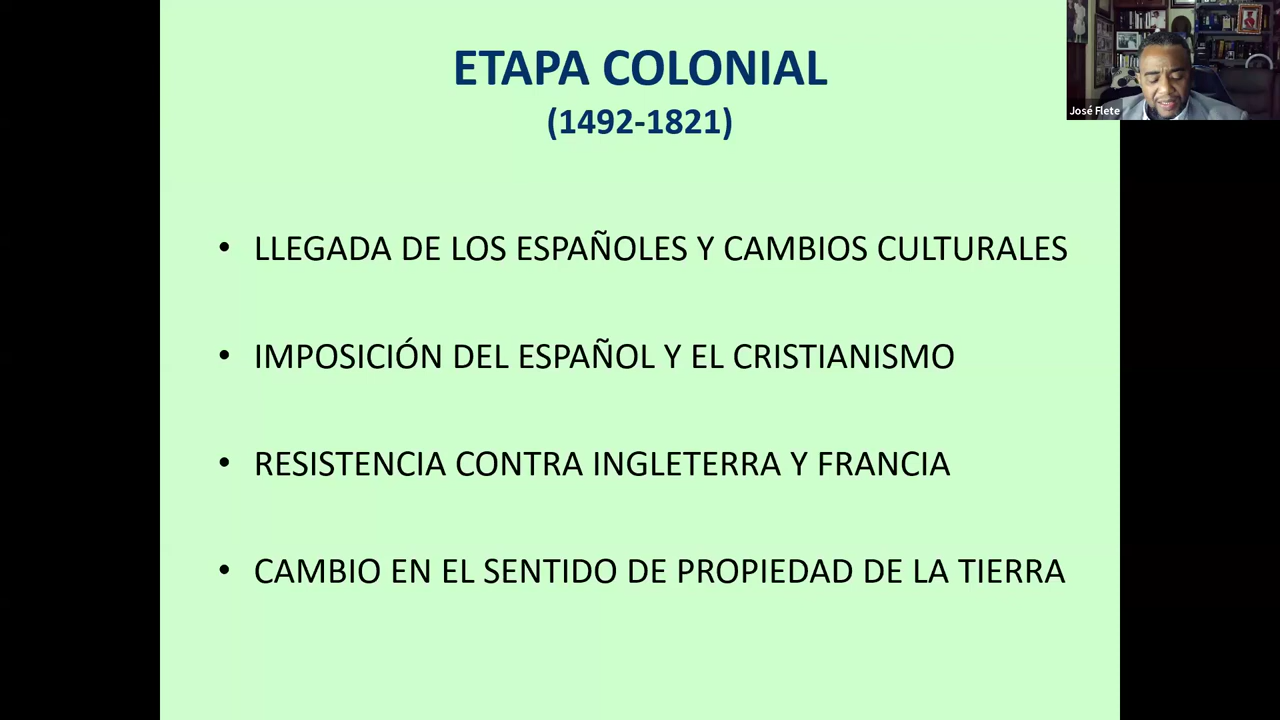 ETAPA COLONIAL
(1492-1821)
José Flete
• LLEGADA DE LOS ESPAÑOLES Y CAMBIOS CULTURALES
• IMPOSICIÓN DEL ESPAÑOL Y EL CRISTIANISMO
• RESISTENCIA CONTRA INGLETERRA Y FRANCIA
• CAMBIO EN EL SENTIDO DE PROPIEDAD DE LA TIERRA